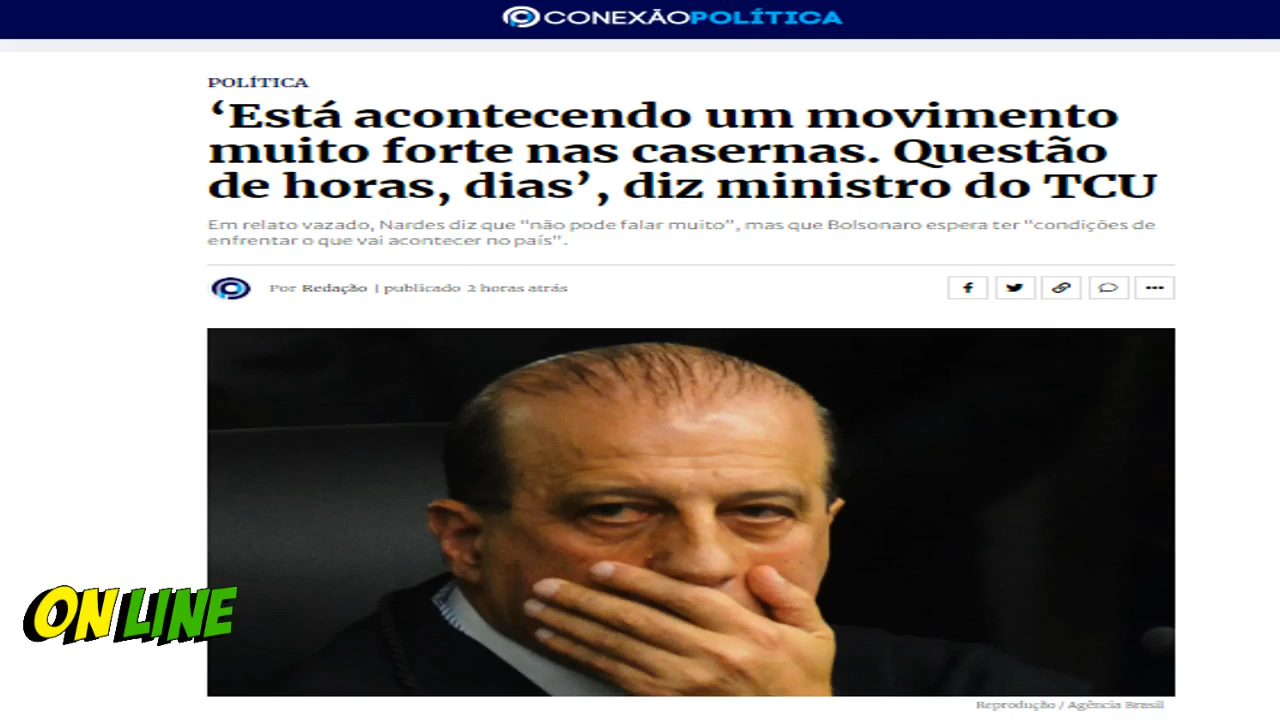 CONEXÃOPOLÍTICA
POLÍTICA
‘Está acontecendo um movimento
muito forte nas casernas. Questão
de horas, dias’, diz ministro do TCU
Em relato vazado, Nardes diz que “não pode falar muito”, mas que Bolsonaro espera ter “condições de
enfrentar o que vai acontecer no país”.
Por Redação | publicado 2 horas atrás
ON LINE
Reprodução / Agência Brasil